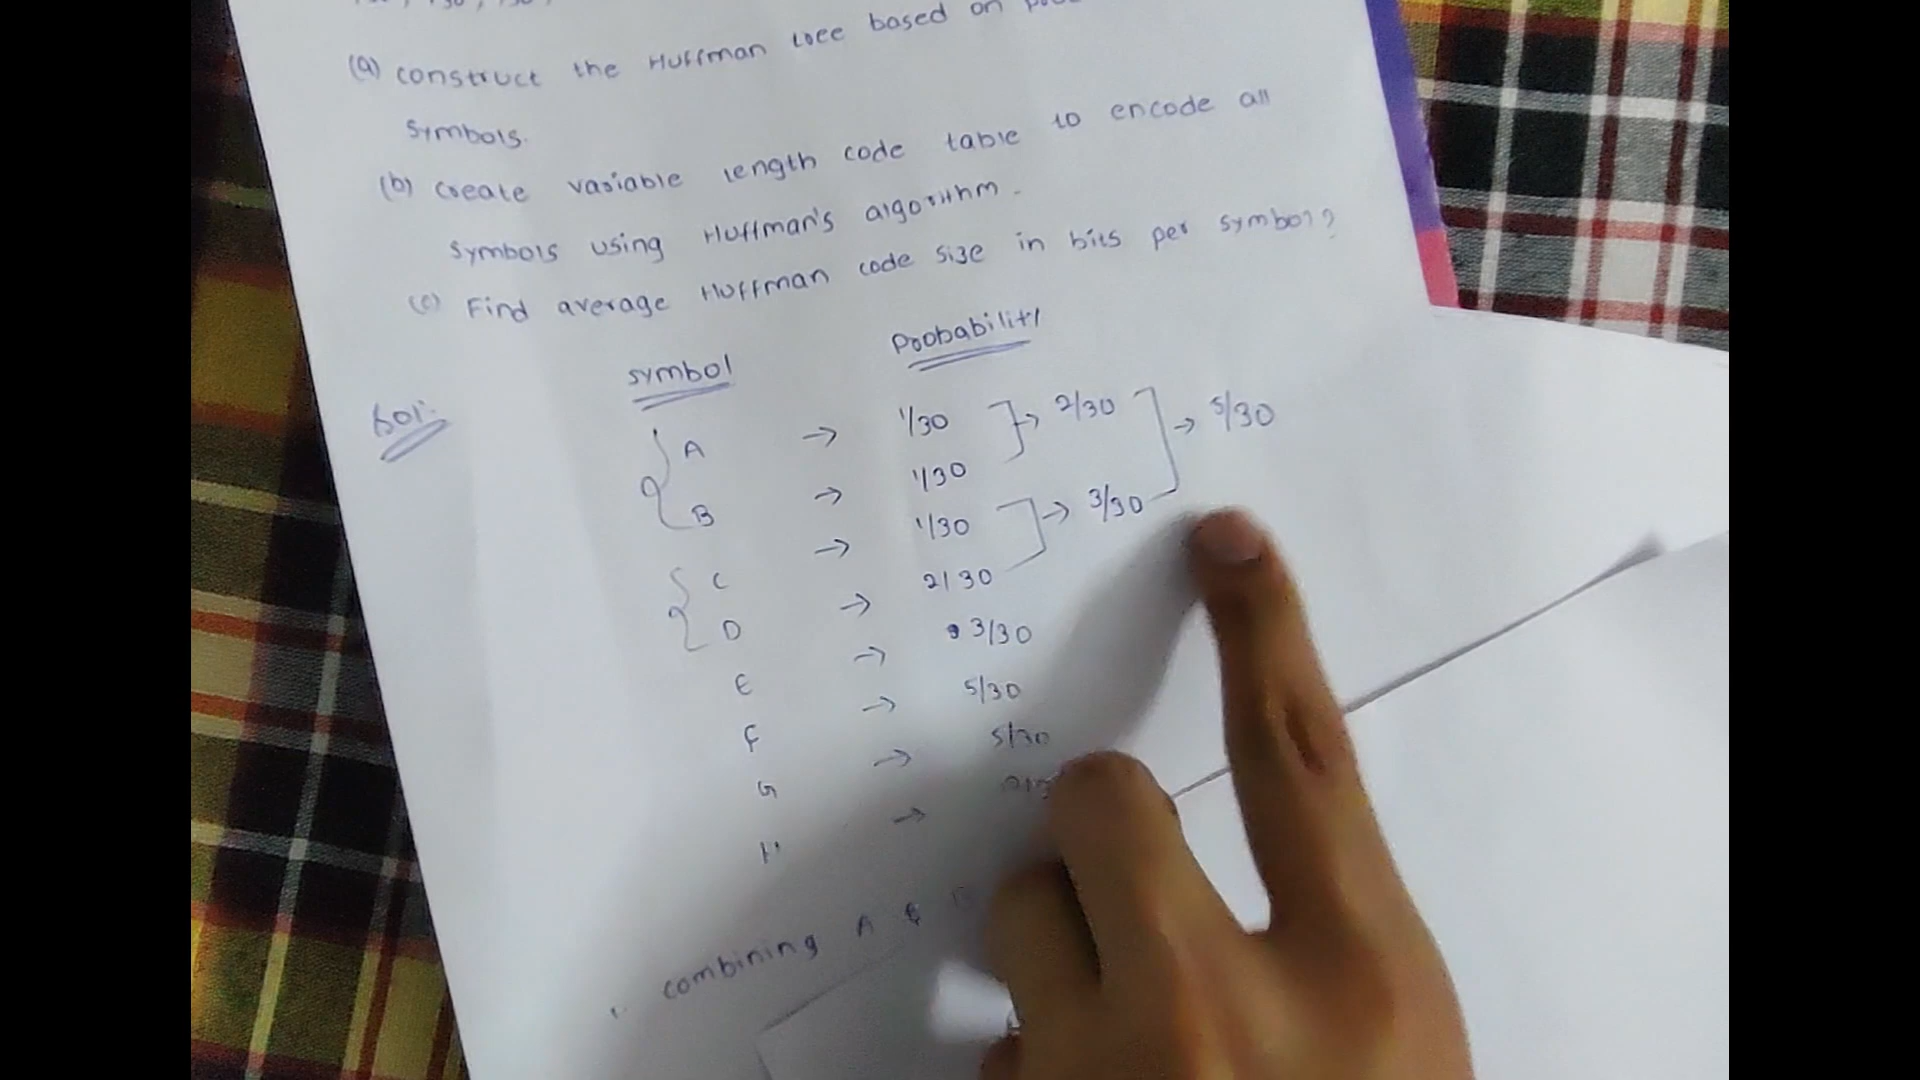 (a) construct the Huffman tree based on
symbols.
(b) create variable length code table to encode all
symbols using Huffman's algorithm.
(c) Find average Huffman code size in bits per symbol?
symbol Probability
Sol:
A → 1/30 → 2/30 → 5/30
B → 1/30
C → 1/30 → 3/30
D → 2/30
E → 3/30
F → 5/30
G → 5/30
H →
combining A &